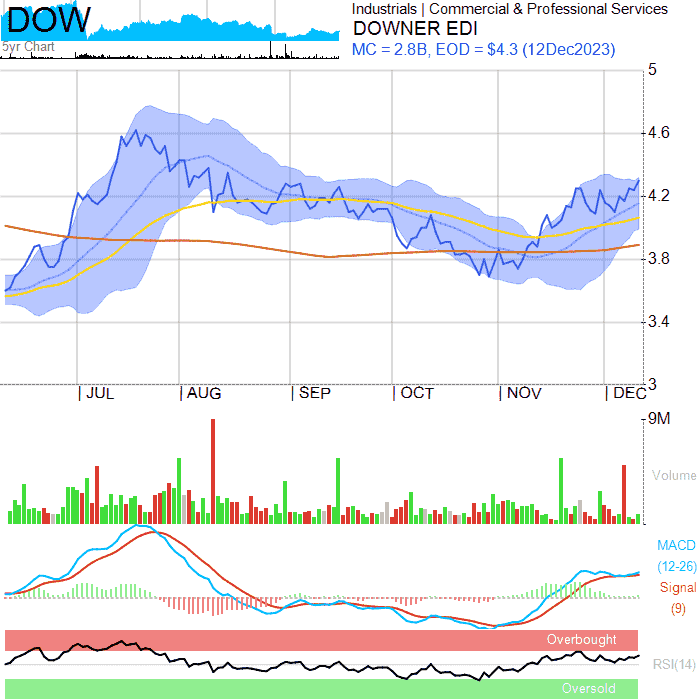 DOW
5yr Chart
Industrials | Commercial & Professional Services
DOWNER EDI
MC = 2.8B, EOD = $4.3 (12Dec2023)
5
4.6
4.2
3.8
3.4
3
| JUL | AUG | SEP | OCT | NOV | DEC
9M
Volume
MACD
(12-26)
Signal
(9)
Overbought
RSI(14)
Oversold